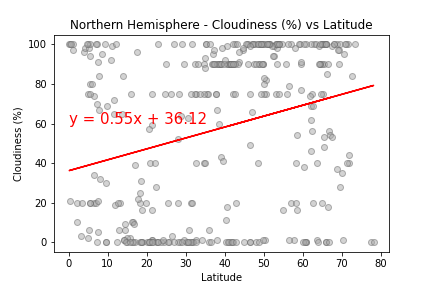 Northern Hemisphere - Cloudiness (%) vs Latitude
100
80
60
40
20
0
Cloudiness (%)
y = 0.55x + 36.12
0 10 20 30 40 50 60 70 80
Latitude